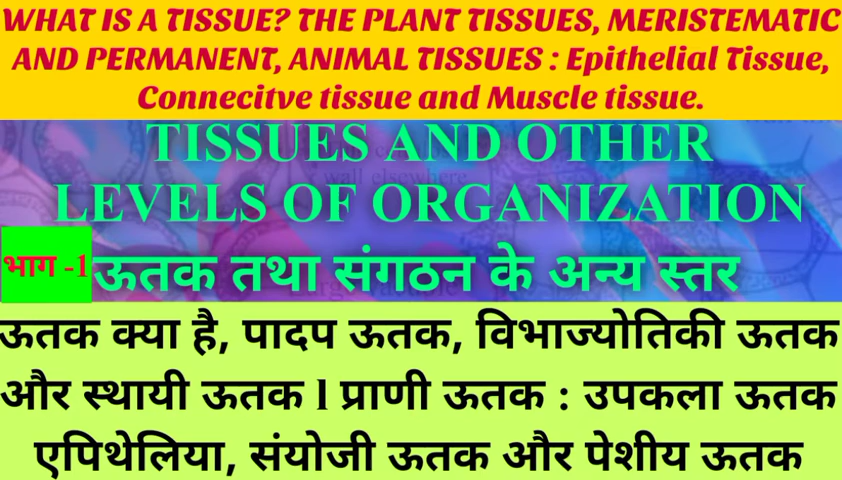 WHAT IS A TISSUE? THE PLANT TISSUES, MERISTEMATIC
AND PERMANENT, ANIMAL TISSUES : Epithelial Tissue,
Connecitve tissue and Muscle tissue.
TISSUES AND OTHER
wall elsewhere
LEVELS OF ORGANIZATION
भाग -1
ऊतक तथा संगठन के अन्य स्तर
ऊतक क्या है, पादप ऊतक, विभाज्योतिकी ऊतक
और स्थायी ऊतक l प्राणी ऊतक : उपकला ऊतक
एपिथेलिया, संयोजी ऊतक और पेशीय ऊतक